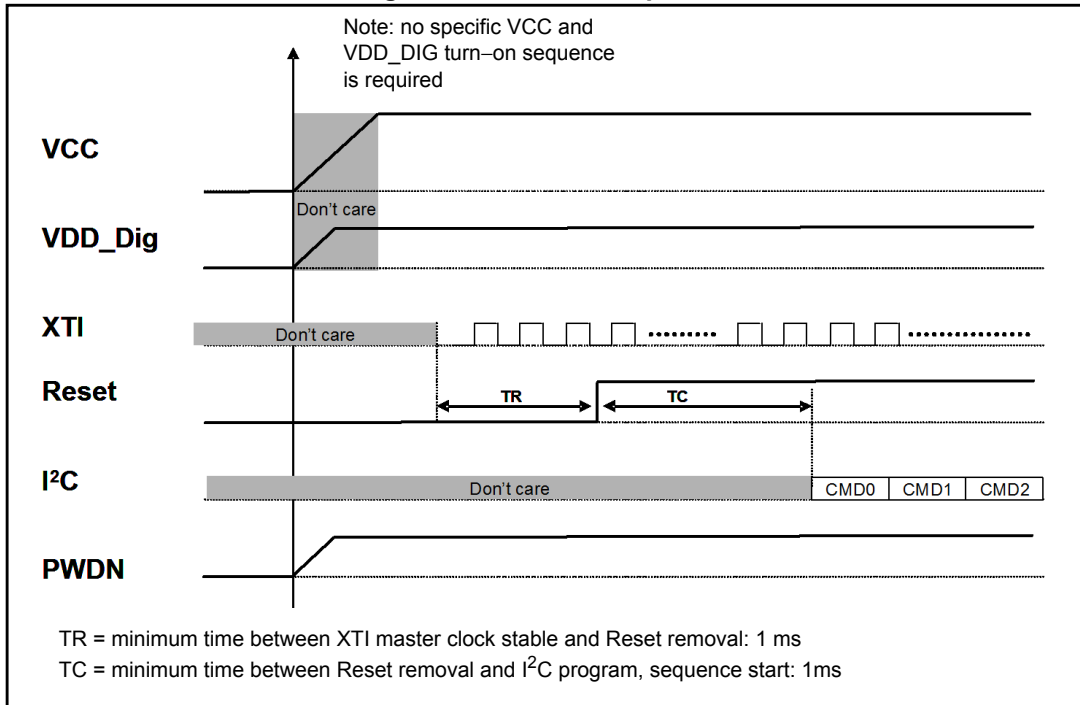 Note: no specific VCC and
VDD_DIG turn–on sequence
is required
VCC
Don't care
VDD_Dig
XTI
Don't care
Reset
TR
TC
I²C
Don't care
CMD0 CMD1 CMD2
PWDN
TR = minimum time between XTI master clock stable and Reset removal: 1 ms
TC = minimum time between Reset removal and I²C program, sequence start: 1ms